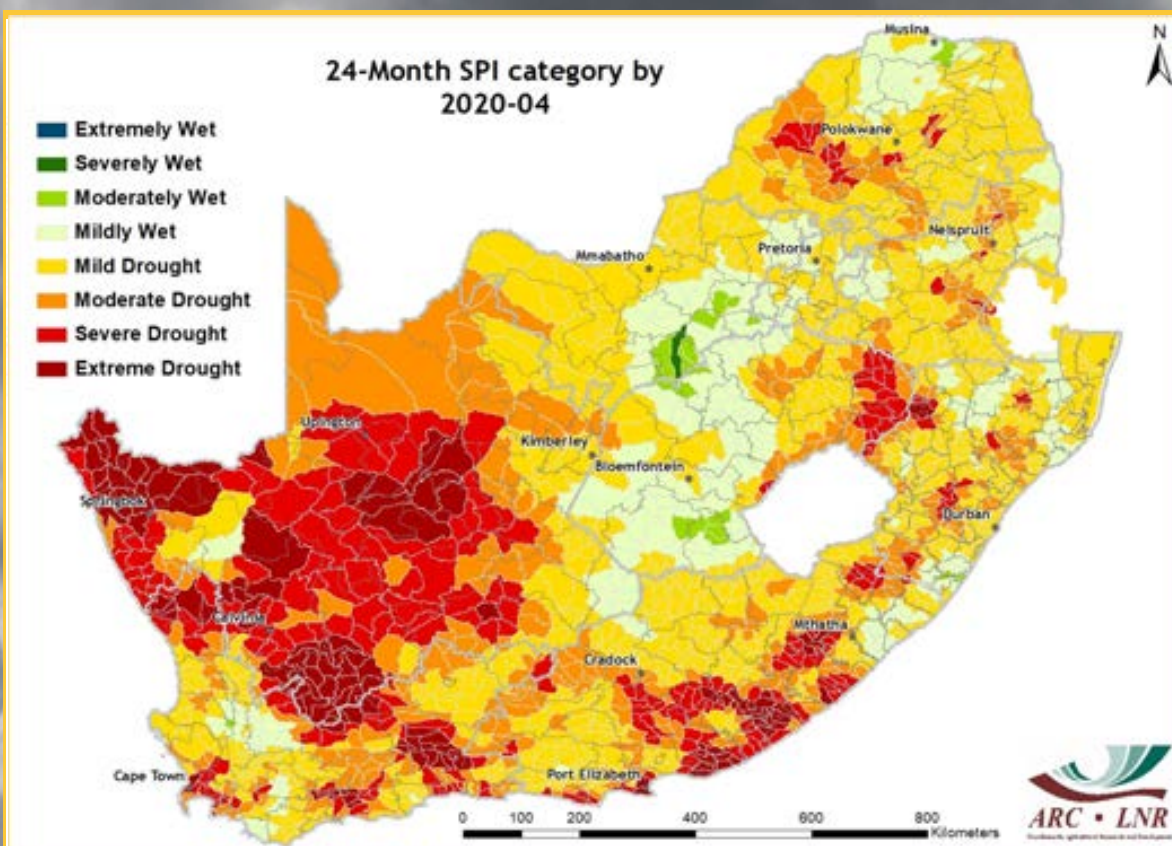 24-Month SPI category by
2020-04
N
Extremely Wet
Severely Wet
Moderately Wet
Mildly Wet
Mild Drought
Moderate Drought
Severe Drought
Extreme Drought
Musina
Polokwane
Nelspruit
Pretoria
Mmabatho
Upington
Kimberley
Bloemfontein
Springbok
Durban
Calvinia
Mthatha
Cradock
Cape Town
Port Elizabeth
0 100 200 400 600 800
Kilometers
ARC • LNR